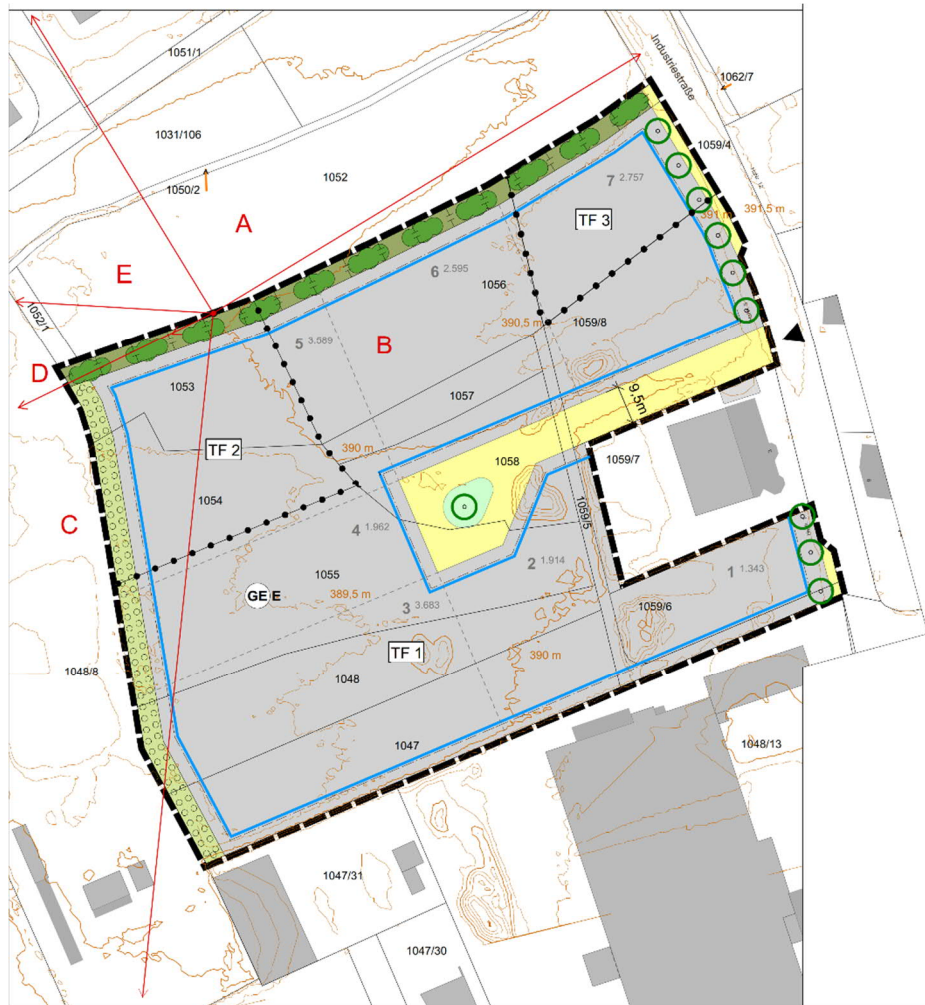 1051/1
Industriestraße
1062/7
1031/106
1059/4
1052
1050/2
A
7 2.757
TF 3
391 m
391,5 m
E
6 2.595
1056
1052/1
390,5 m
1059/8
5 3.589
B
D
1053
1057
9,5m
TF 2
390 m
1058
1059/7
1054
C
4 1.962
1059/5
1055
2 1.914
1 1.343
GE E
389,5 m
3 3.683
1059/6
TF 1
390 m
1048/8
1048
1047
1048/13
1047/31
1047/30